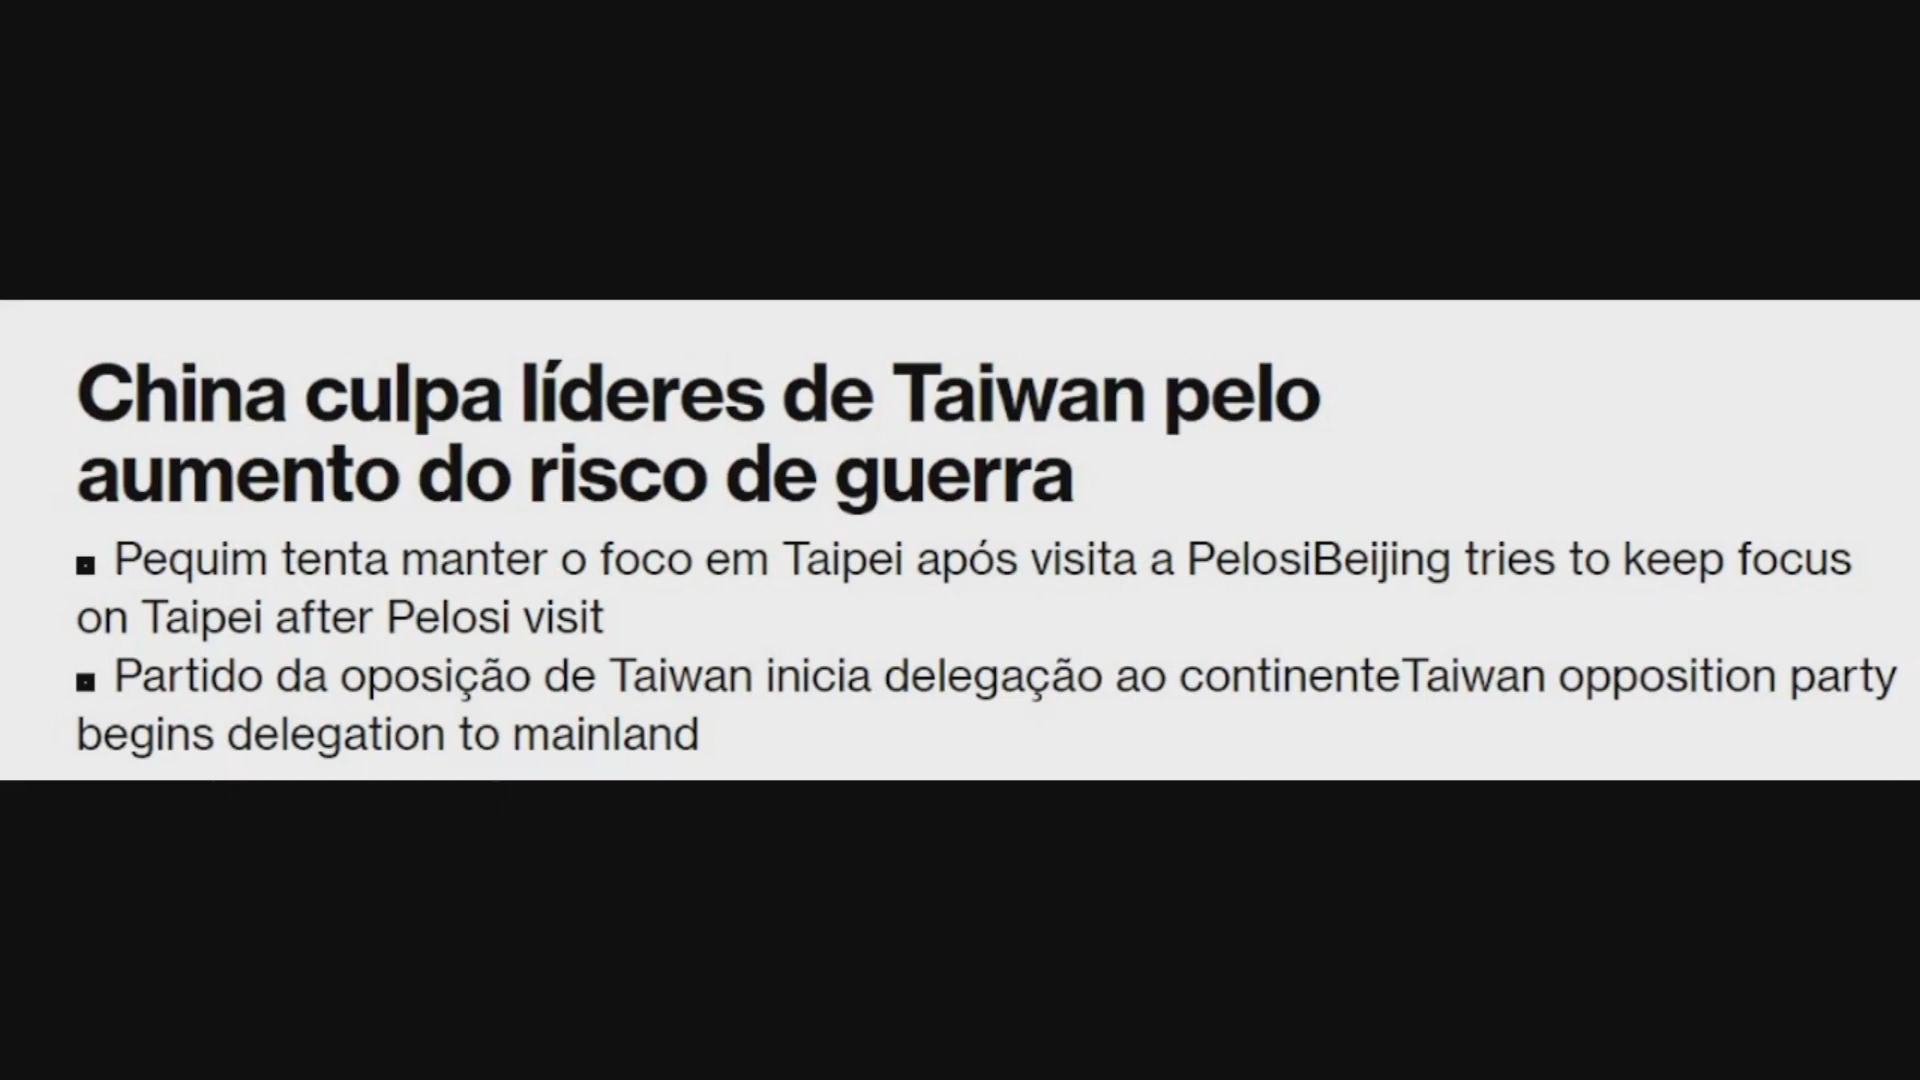 China culpa líderes de Taiwan pelo
aumento do risco de guerra
▪ Pequim tenta manter o foco em Taipei após visita a PelosiBeijing tries to keep focus
on Taipei after Pelosi visit
▪ Partido da oposição de Taiwan inicia delegação ao continenteTaiwan opposition party
begins delegation to mainland